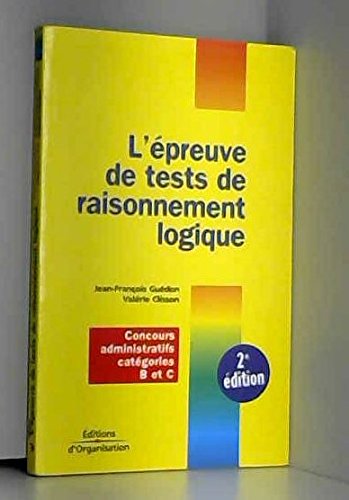 L'épreuve
de tests de
raisonnement
logique
Jean-François Guédon
Valérie Clisson
Concours
administratifs
catégories
B et C
2e
édition
Éditions
d'Organisation